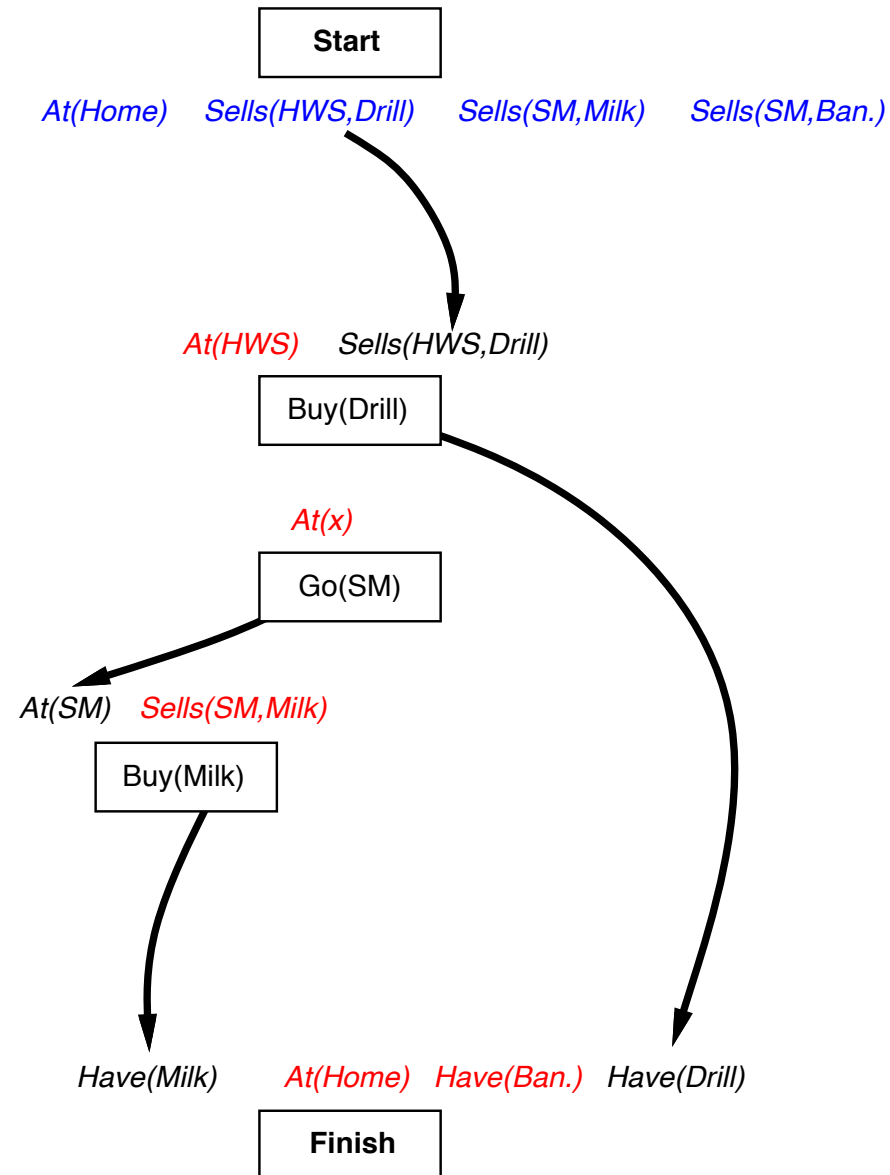 Start
At(Home) Sells(HWS,Drill) Sells(SM,Milk) Sells(SM,Ban.)
At(HWS) Sells(HWS,Drill)
Buy(Drill)
At(x)
Go(SM)
At(SM) Sells(SM,Milk)
Buy(Milk)
Have(Milk) At(Home) Have(Ban.) Have(Drill)
Finish